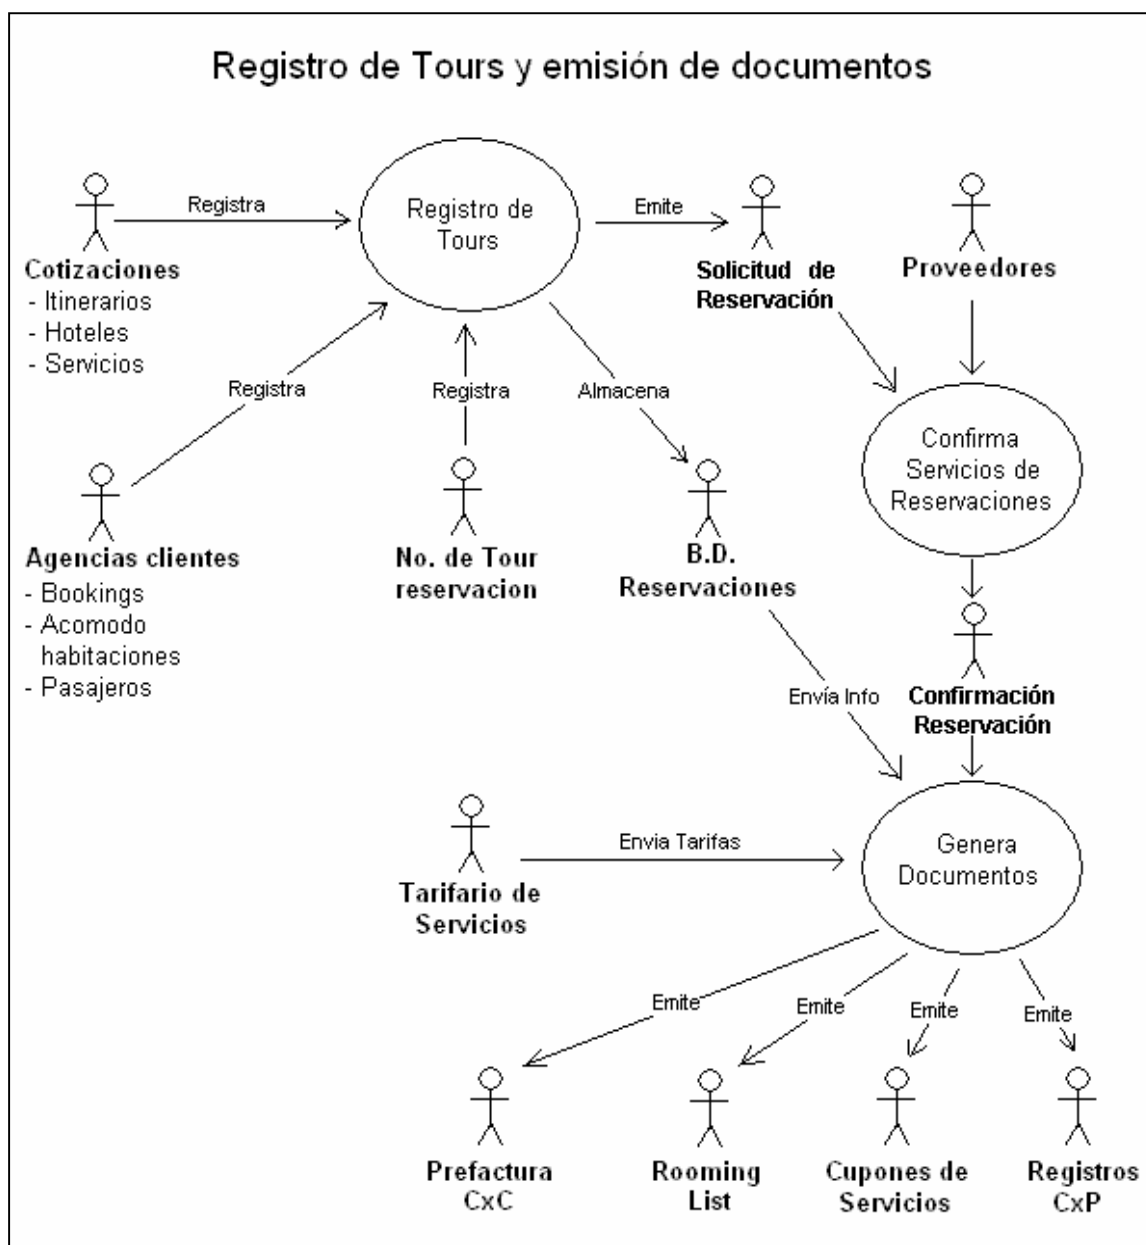 Registro de Tours y emisión de documentos
Registra
Registro de
Tours
Emite
Cotizaciones
- Itinerarios
- Hoteles
- Servicios
Solicitud de
Reservación
Proveedores
Registra
Registra
Almacena
Confirma
Servicios de
Reservaciones
Agencias clientes
- Bookings
- Acomodo
habitaciones
- Pasajeros
No. de Tour
reservacion
B.D.
Reservaciones
Envía Info
Confirmación
Reservación
Tarifario de
Servicios
Envia Tarifas
Genera
Documentos
Emite
Emite
Emite
Emite
Prefactura
CxC
Rooming
List
Cupones de
Servicios
Registros
CxP